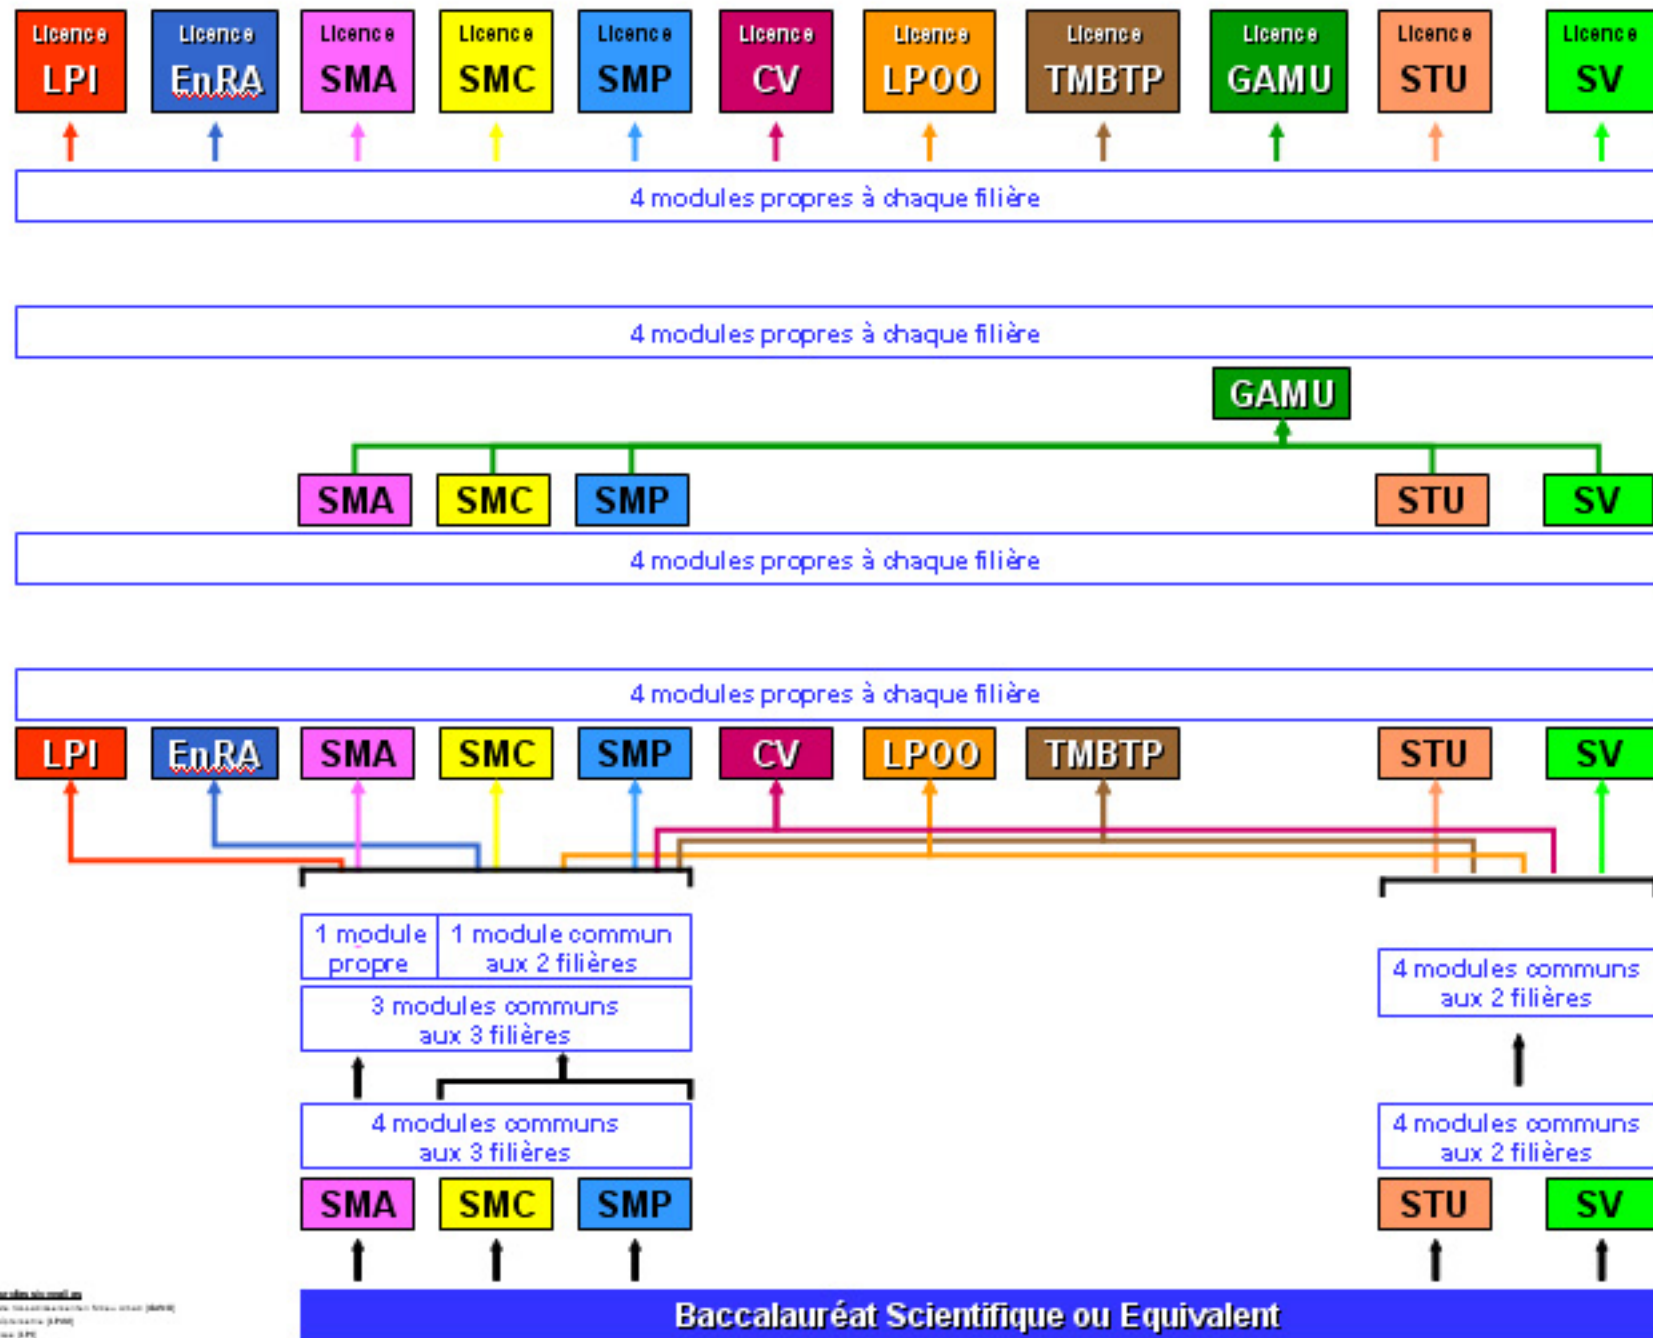 Licence Licence Licence Licence Licence Licence Licence Licence Licence Licence Licence
LPI EnRA SMA SMC SMP CV LPOO TMBTP GAMU STU SV
4 modules propres à chaque filière
4 modules propres à chaque filière
GAMU
SMA SMC SMP STU SV
4 modules propres à chaque filière
4 modules propres à chaque filière
LPI EnRA SMA SMC SMP CV LPOO TMBTP STU SV
1 module
propre
1 module commun
aux 2 filières
3 modules communs
aux 3 filières
4 modules communs
aux 2 filières
4 modules communs
aux 3 filières
4 modules communs
aux 2 filières
SMA SMC SMP STU SV
Baccalauréat Scientifique ou Equivalent